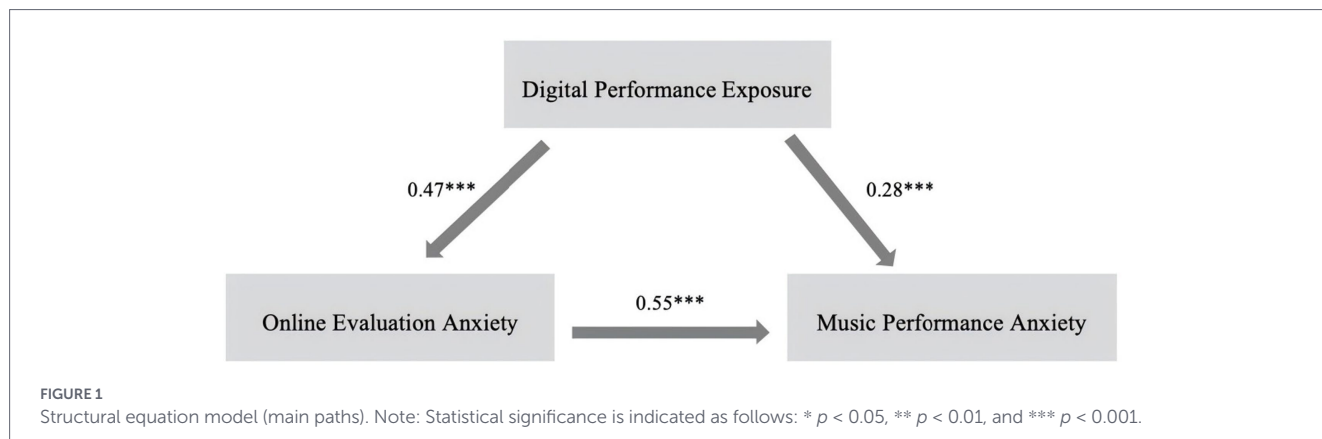 Digital Performance Exposure
0.47***
0.28***
0.55***
Online Evaluation Anxiety
Music Performance Anxiety
FIGURE 1
Structural equation model (main paths). Note: Statistical significance is indicated as follows: * p < 0.05, ** p < 0.01, and *** p < 0.001.